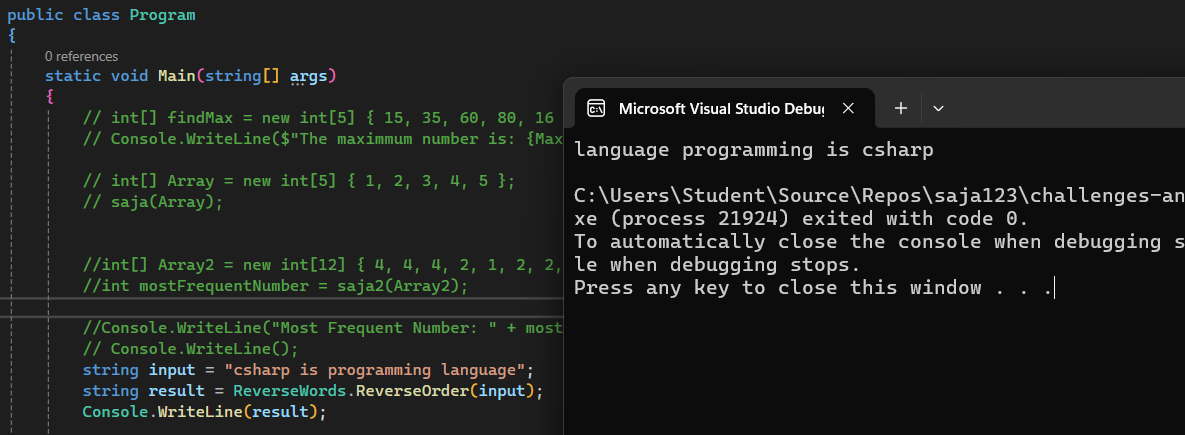 public class Program
{
0 references
static void Main(string[] args)
{
// int[] findMax = new int[5] { 15, 35, 60, 80, 16
// Console.WriteLine($"The maximmum number is: {Max
// int[] Array = new int[5] { 1, 2, 3, 4, 5 };
// saja(Array);
//int[] Array2 = new int[12] { 4, 4, 4, 2, 1, 2, 2,
//int mostFrequentNumber = saja2(Array2);
//Console.WriteLine("Most Frequent Number: " + most
// Console.WriteLine();
string input = "csharp is programming language";
string result = ReverseWords.ReverseOrder(input);
Console.WriteLine(result);
Microsoft Visual Studio Debug
language programming is csharp
C:\Users\Student\Source\Repos\saja123\challenges-an
xe (process 21924) exited with code 0.
To automatically close the console when debugging s
le when debugging stops.
Press any key to close this window . . .